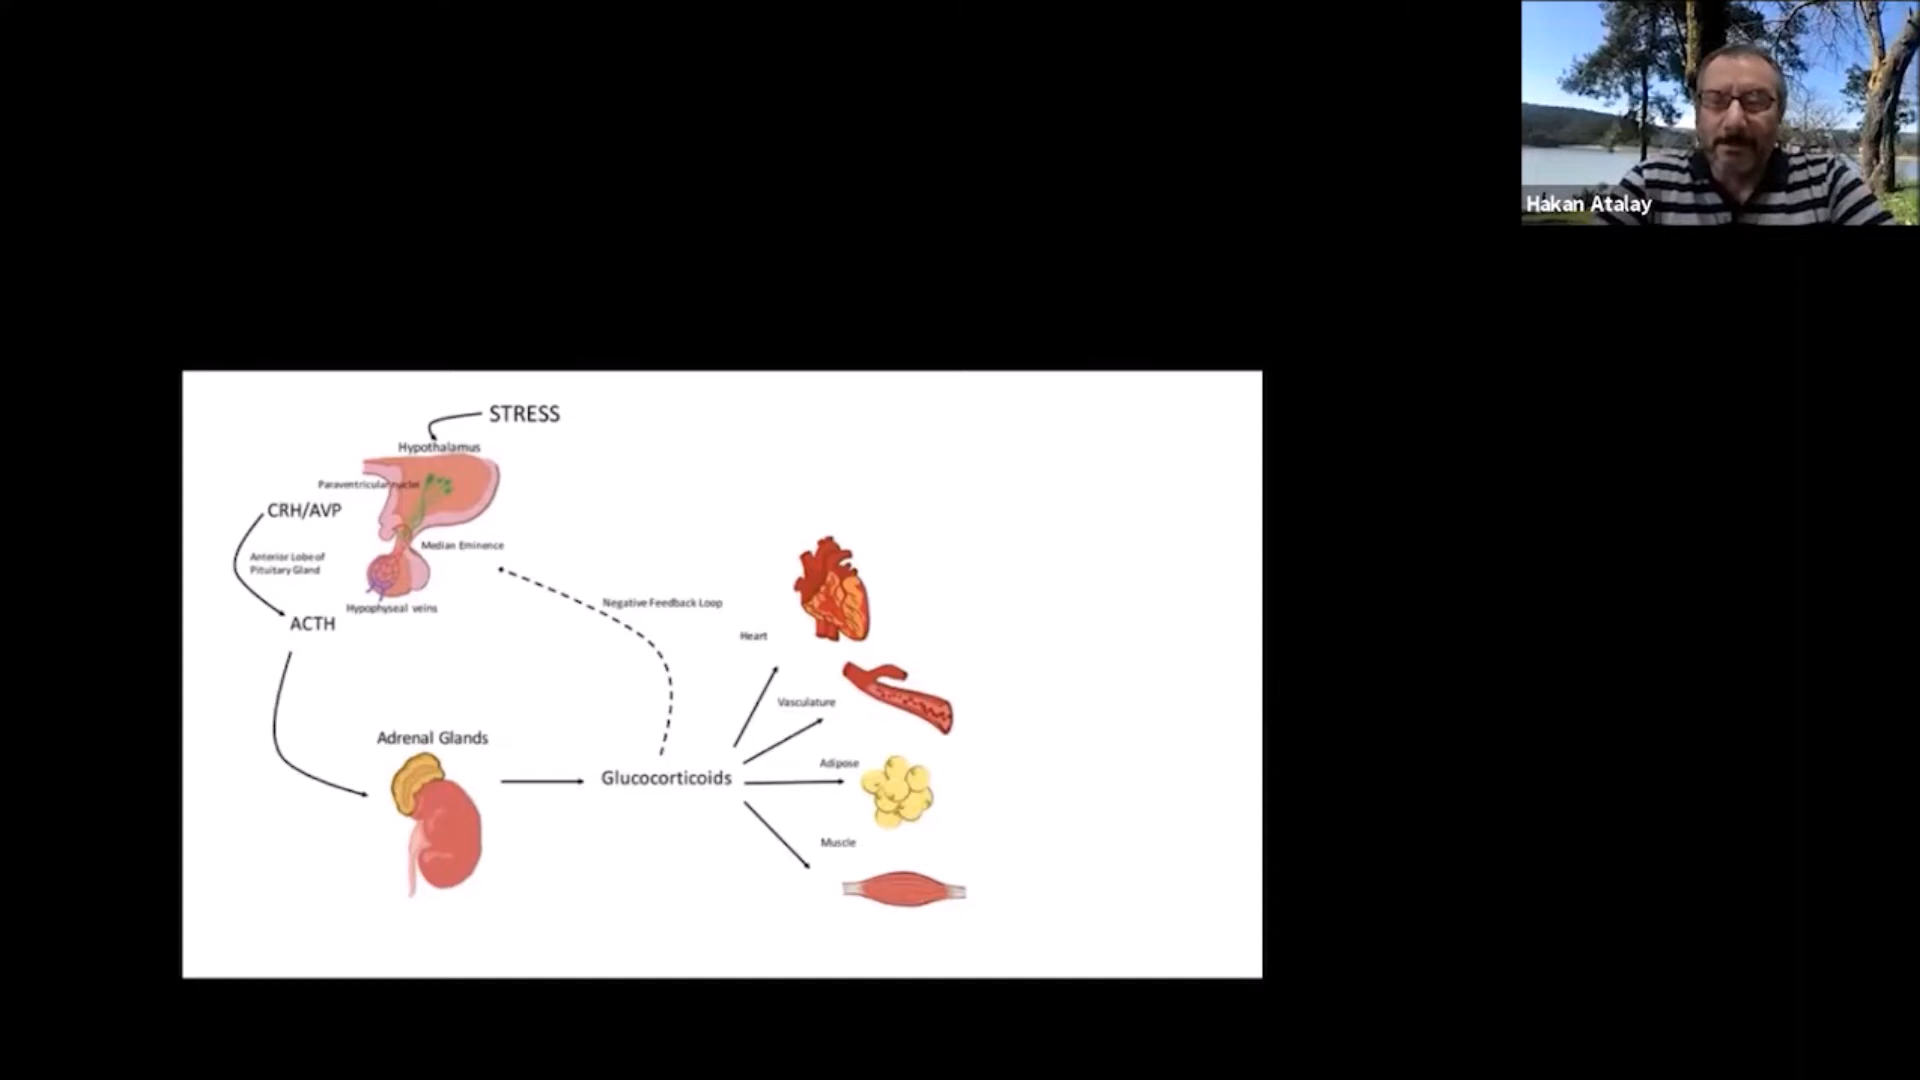 Hakan Atalay
STRESS
Hypothalamus
Paraventricular nuclei
CRH/AVP
Median Eminence
Anterior Lobe of
Pituitary Gland
Hypophyseal veins
ACTH
Negative Feedback Loop
Heart
Vasculature
Adrenal Glands
Glucocorticoids
Adipose
Muscle